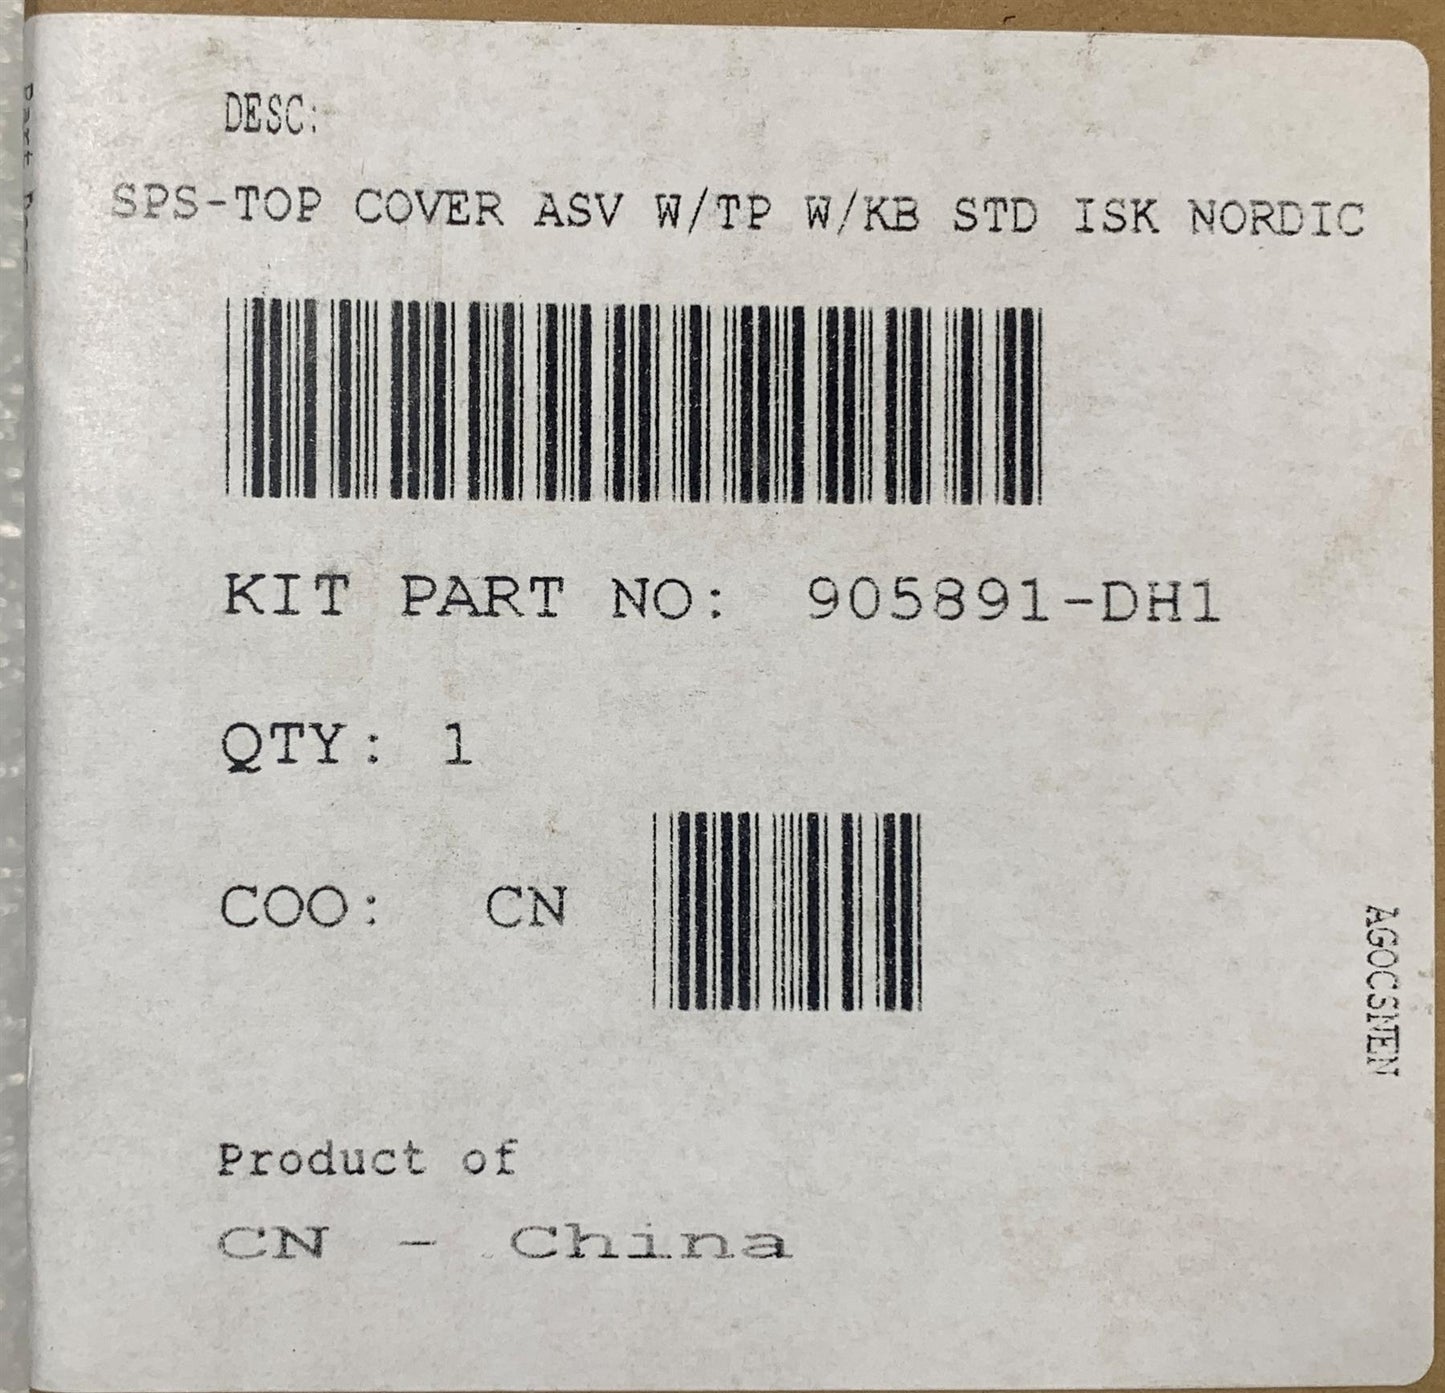 DESC:
SPS-TOP COVER ASV W/TP W/KB STD ISK NORDIC
KIT PART NO: 905891-DH1
QTY: 1
COO: CN
Product of
CN - China
AGOCSMEN